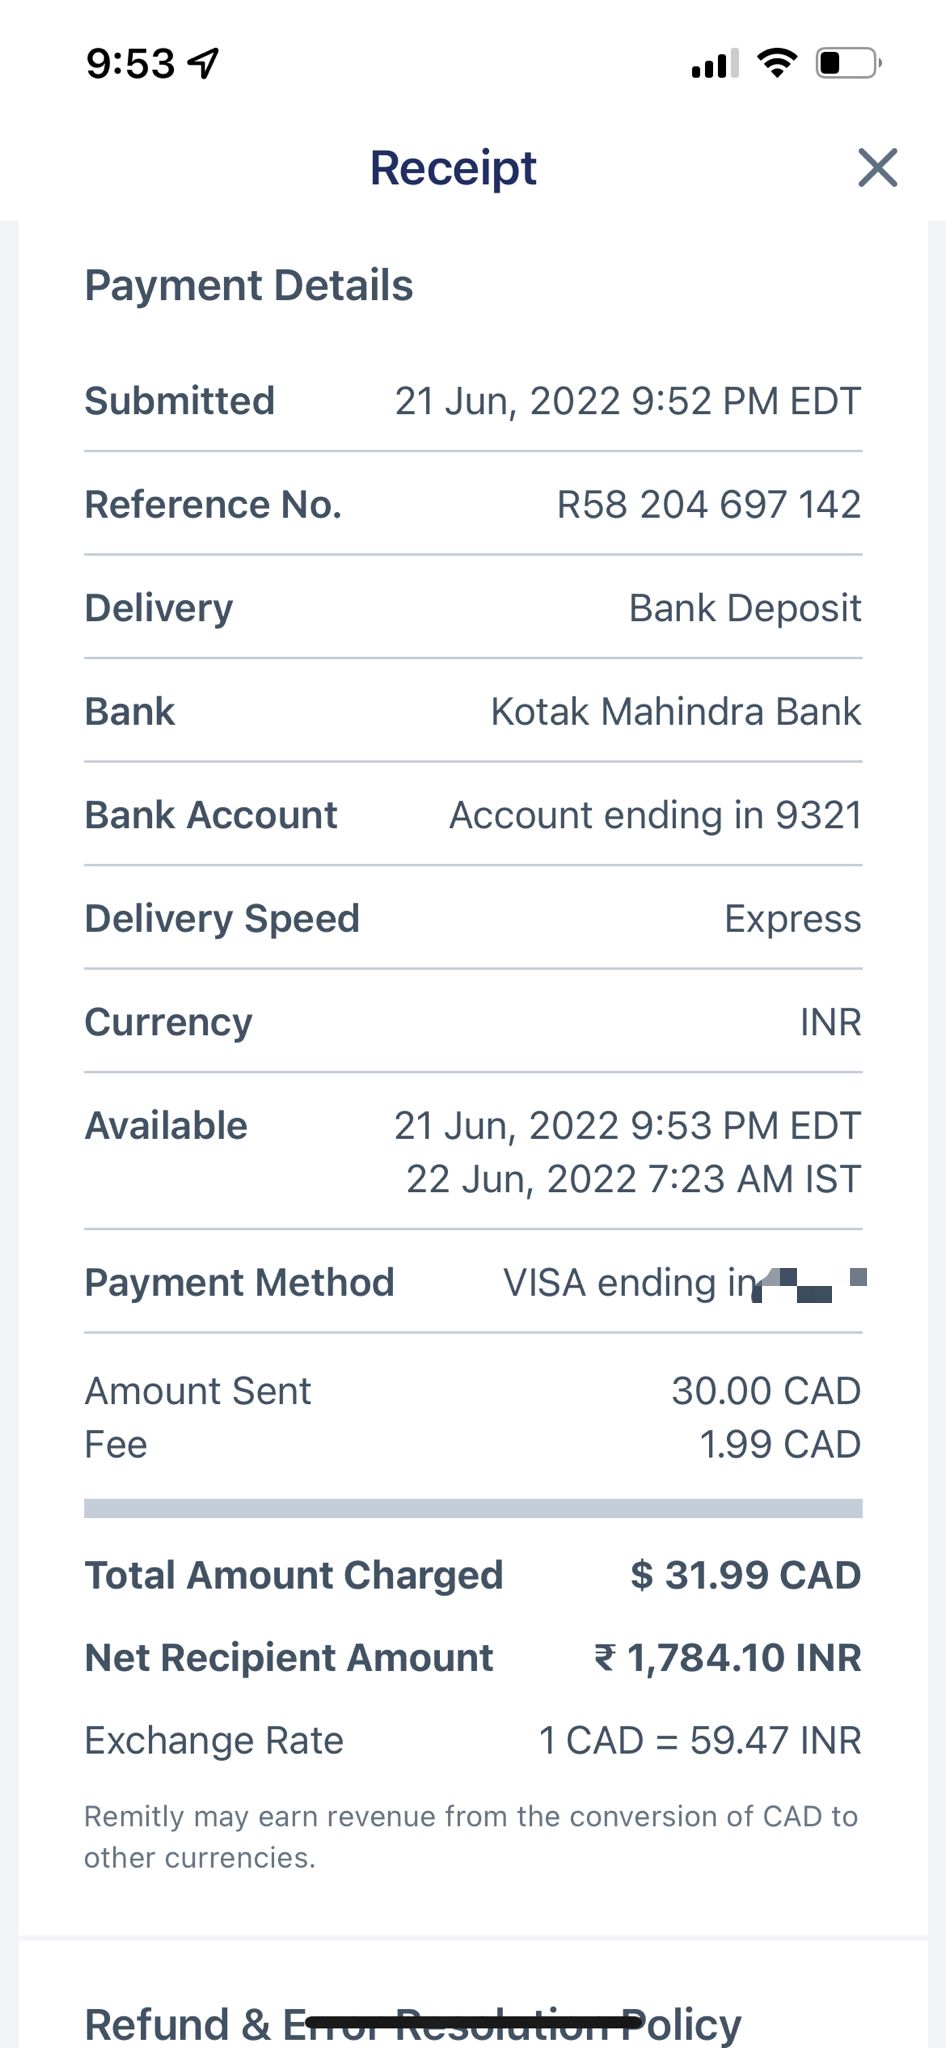 9:53
Receipt
Payment Details
Submitted 21 Jun, 2022 9:52 PM EDT
Reference No. R58 204 697 142
Delivery Bank Deposit
Bank Kotak Mahindra Bank
Bank Account Account ending in 9321
Delivery Speed Express
Currency INR
Available 21 Jun, 2022 9:53 PM EDT
22 Jun, 2022 7:23 AM IST
Payment Method VISA ending in
Amount Sent 30.00 CAD
Fee 1.99 CAD
Total Amount Charged $ 31.99 CAD
Net Recipient Amount ₹ 1,784.10 INR
Exchange Rate 1 CAD = 59.47 INR
Remitly may earn revenue from the conversion of CAD to
other currencies.
Refund & Error Resolution Policy